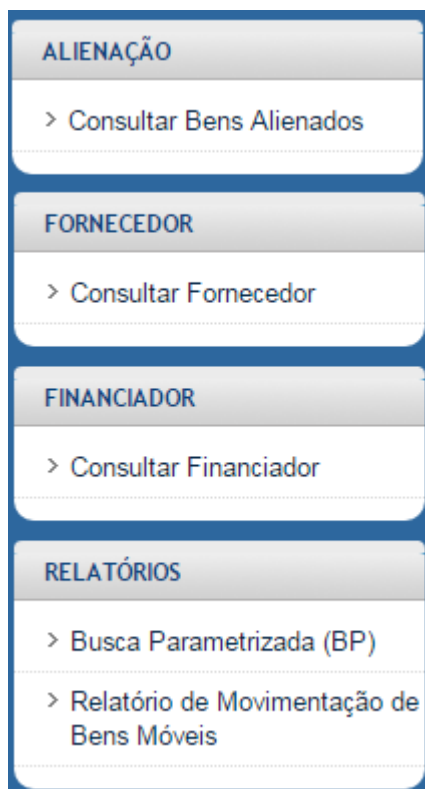 ALIENAÇÃO
> Consultar Bens Alienados
FORNECEDOR
> Consultar Fornecedor
FINANCIADOR
> Consultar Financiador
RELATÓRIOS
> Busca Parametrizada (BP)
> Relatório de Movimentação de
Bens Móveis